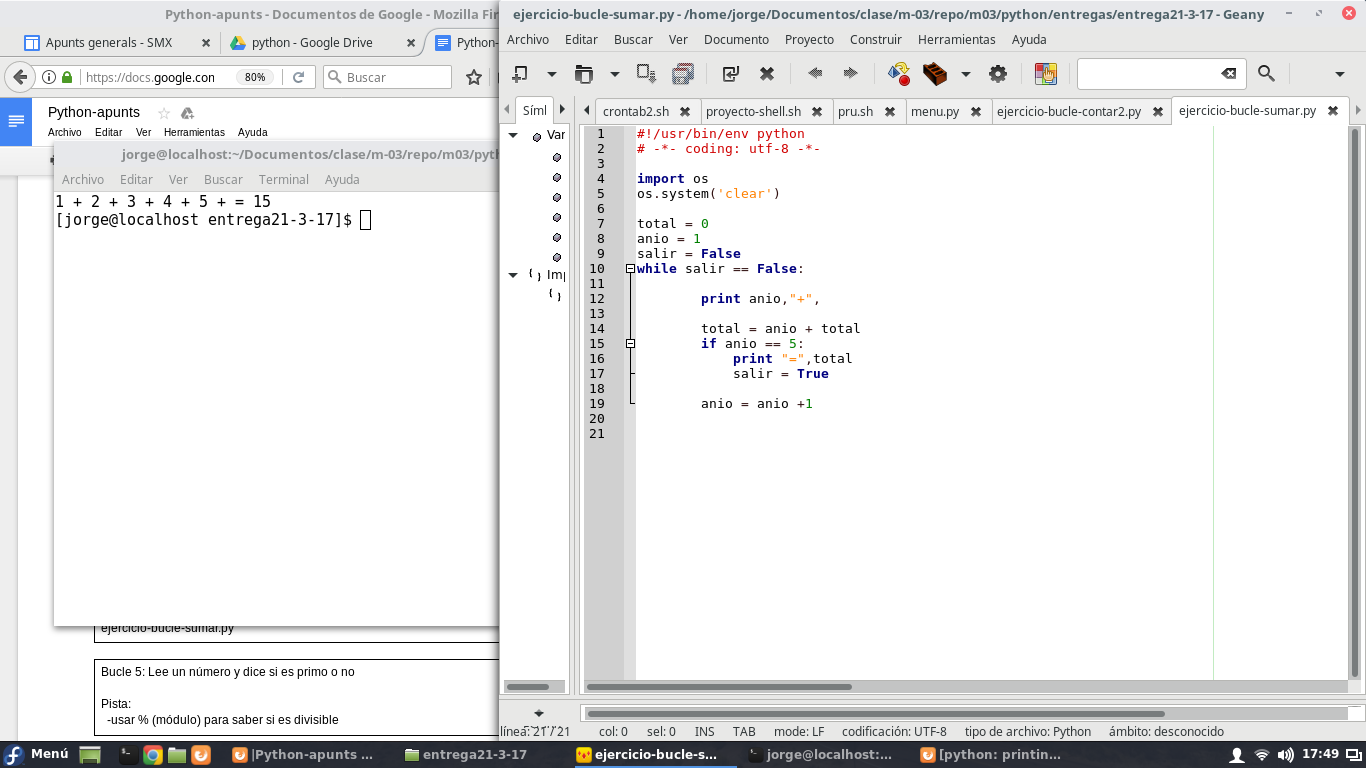 Python-apunts - Documentos de Google - Mozilla Fir
Apunts generals - SMX
python - Google Drive
Python-
https://docs.google.con
80%
Buscar
Python-apunts
Archivo Editar Ver Herramientas Ayuda
jorge@localhost:~/Documentos/clase/m-03/repo/m03/pyth
Archivo Editar Ver Buscar Terminal Ayuda
1 + 2 + 3 + 4 + 5 + = 15
[jorge@localhost entrega21-3-17]$
ejercicio-bucle-sumar.py
Bucle 5: Lee un número y dice si es primo o no
Pista:
-usar % (módulo) para saber si es divisible
ejercicio-bucle-sumar.py - /home/jorge/Documentos/clase/m-03/repo/m03/python/entregas/entrega21-3-17 - Geany
Archivo Editar Buscar Ver Documento Proyecto Construir Herramientas Ayuda
Síml
crontab2.sh proyecto-shell.sh pru.sh menu.py ejercicio-bucle-contar2.py ejercicio-bucle-sumar.py
Var
Imp
1 #!/usr/bin/env python
2 # -*- coding: utf-8 -*-
3
4 import os
5 os.system('clear')
6
7 total = 0
8 anio = 1
9 salir = False
10 while salir == False:
11
12 print anio,"+",
13
14 total = anio + total
15 if anio == 5:
16 print "=",total
17 salir = True
18
19 anio = anio +1
20
21
línea: 21 / 21 col: 0 sel: 0 INS TAB mode: LF codificación: UTF-8 tipo de archivo: Python ámbito: desconocido
Menú
|Python-apunts ...
entrega21-3-17
ejercicio-bucle-s...
jorge@localhost:...
[python: printin...
17:49